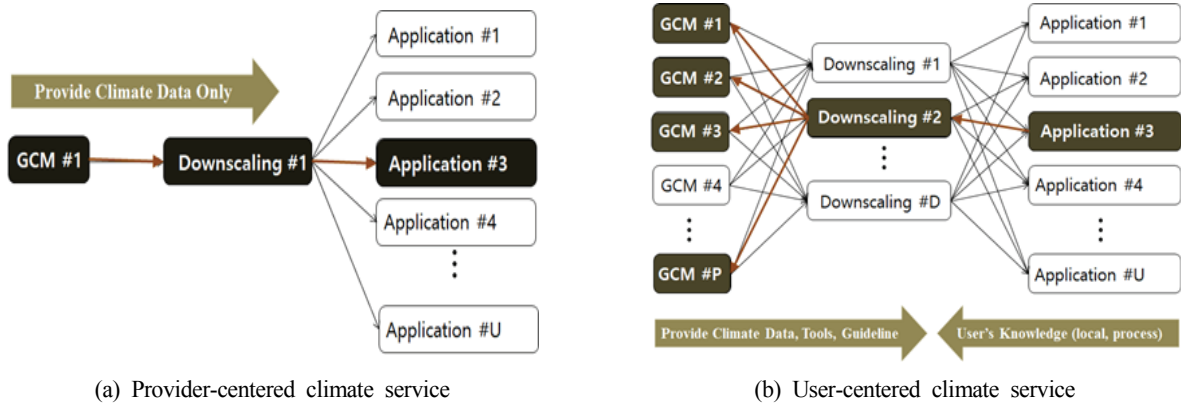 Provide Climate Data Only
GCM #1
Downscaling #1
Application #1
Application #2
Application #3
Application #4
Application #U
(a) Provider-centered climate service
GCM #1
GCM #2
GCM #3
GCM #4
GCM #P
Downscaling #1
Downscaling #2
Downscaling #D
Application #1
Application #2
Application #3
Application #4
Application #U
Provide Climate Data, Tools, Guideline
User's Knowledge (local, process)
(b) User-centered climate service